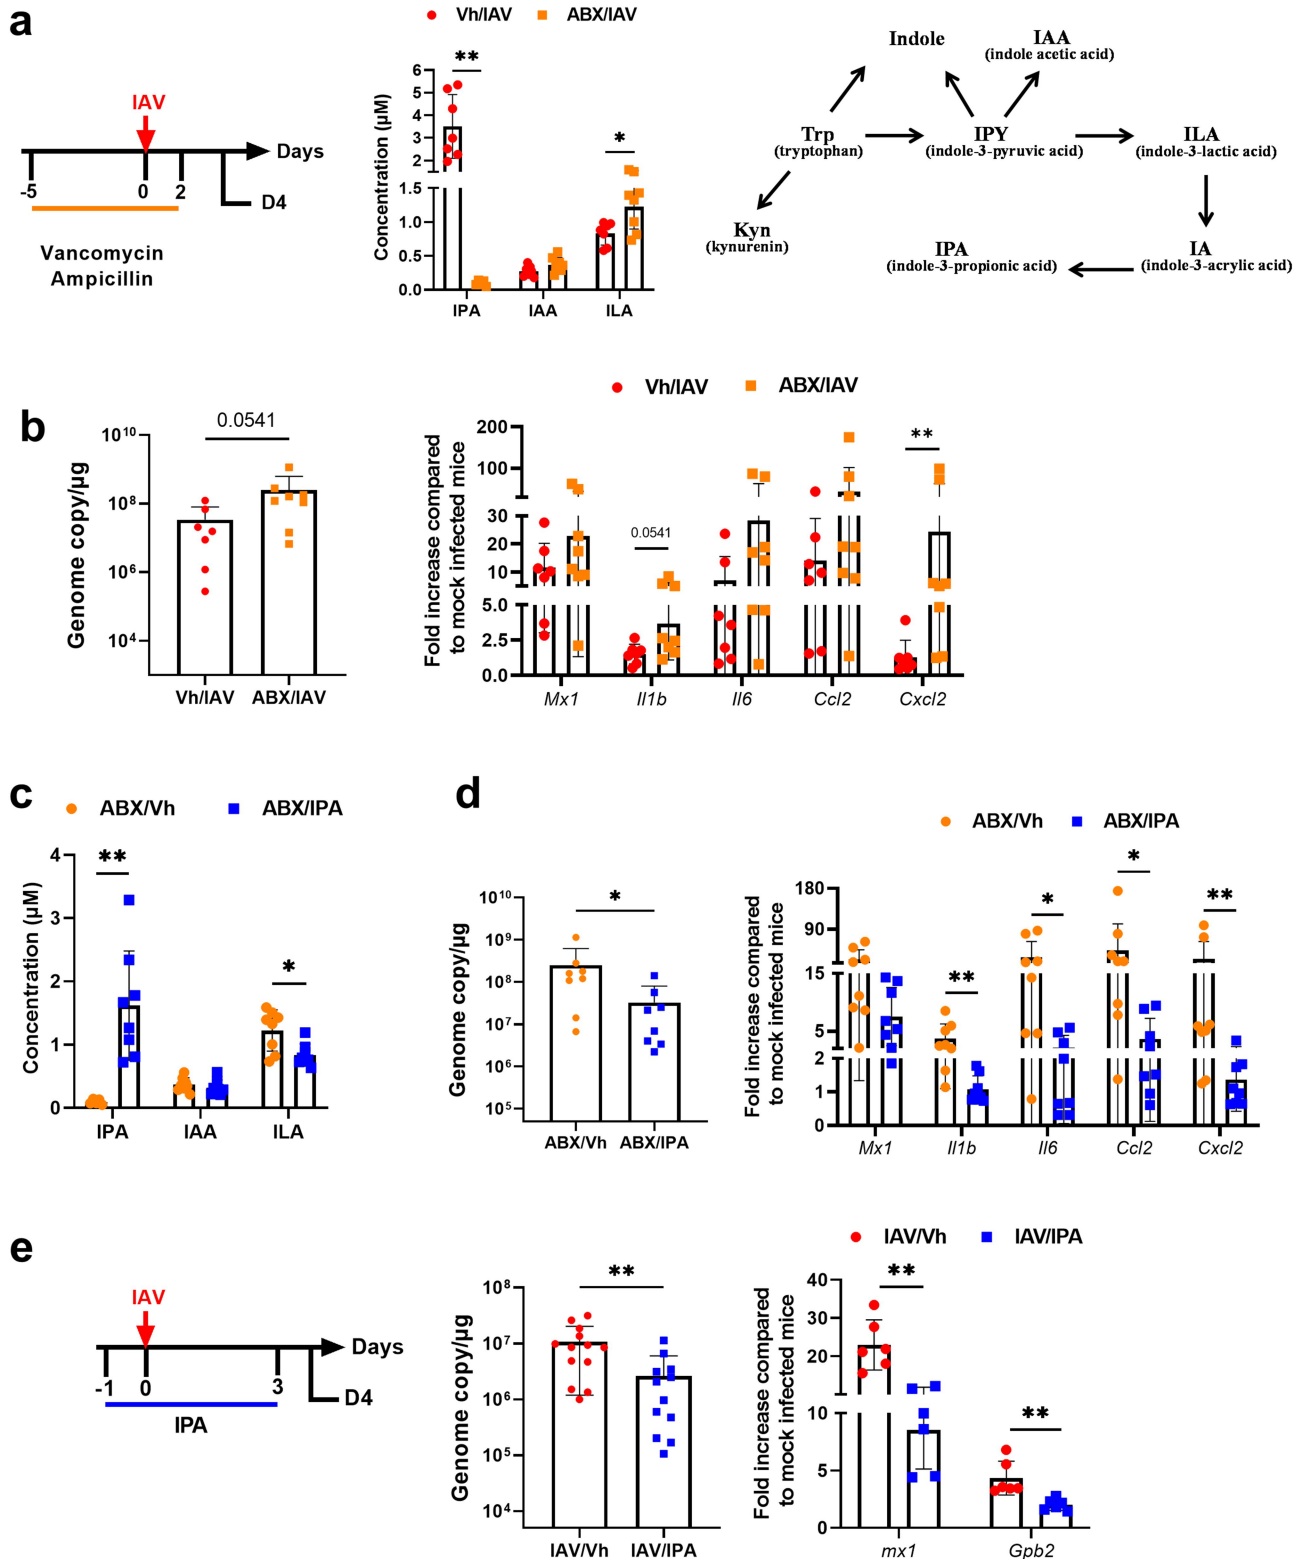 a
IAV
Days
-5
0
2
D4
Vancomycin
Ampicillin
Vh/IAV
ABX/IAV
**
*
Concentration (µM)
6
5
4
3
2
1.5
1.0
0.5
0.0
IPA
IAA
ILA
Indole
IAA
(indole acetic acid)
Trp
(tryptophan)
IPY
(indole-3-pyruvic acid)
ILA
(indole-3-lactic acid)
Kyn
(kynurenin)
IPA
(indole-3-propionic acid)
IA
(indole-3-acrylic acid)
b
Genome copy/µg
10¹⁰
10⁸
10⁶
10⁴
0.0541
Vh/IAV
ABX/IAV
Vh/IAV
ABX/IAV
Fold increase compared
to mock infected mice
200
100
30
20
10
5.0
2.5
0.0
0.0541
**
Mx1
Il1b
Il6
Ccl2
Cxcl2
c
ABX/Vh
ABX/IPA
Concentration (µM)
4
3
2
1
0
**
*
IPA
IAA
ILA
d
Genome copy/µg
10¹⁰
10⁹
10⁸
10⁷
10⁶
10⁵
*
ABX/Vh
ABX/IPA
ABX/Vh
ABX/IPA
Fold increase compared
to mock infected mice
180
90
15
5
2
1
0
**
*
*
**
Mx1
Il1b
Il6
Ccl2
Cxcl2
e
IAV
Days
-1
0
3
D4
IPA
Genome copy/µg
10⁸
10⁷
10⁶
10⁵
10⁴
**
IAV/Vh
IAV/IPA
IAV/Vh
IAV/IPA
Fold increase compared
to mock infected mice
40
30
20
10
5
0
**
**
mx1
Gpb2